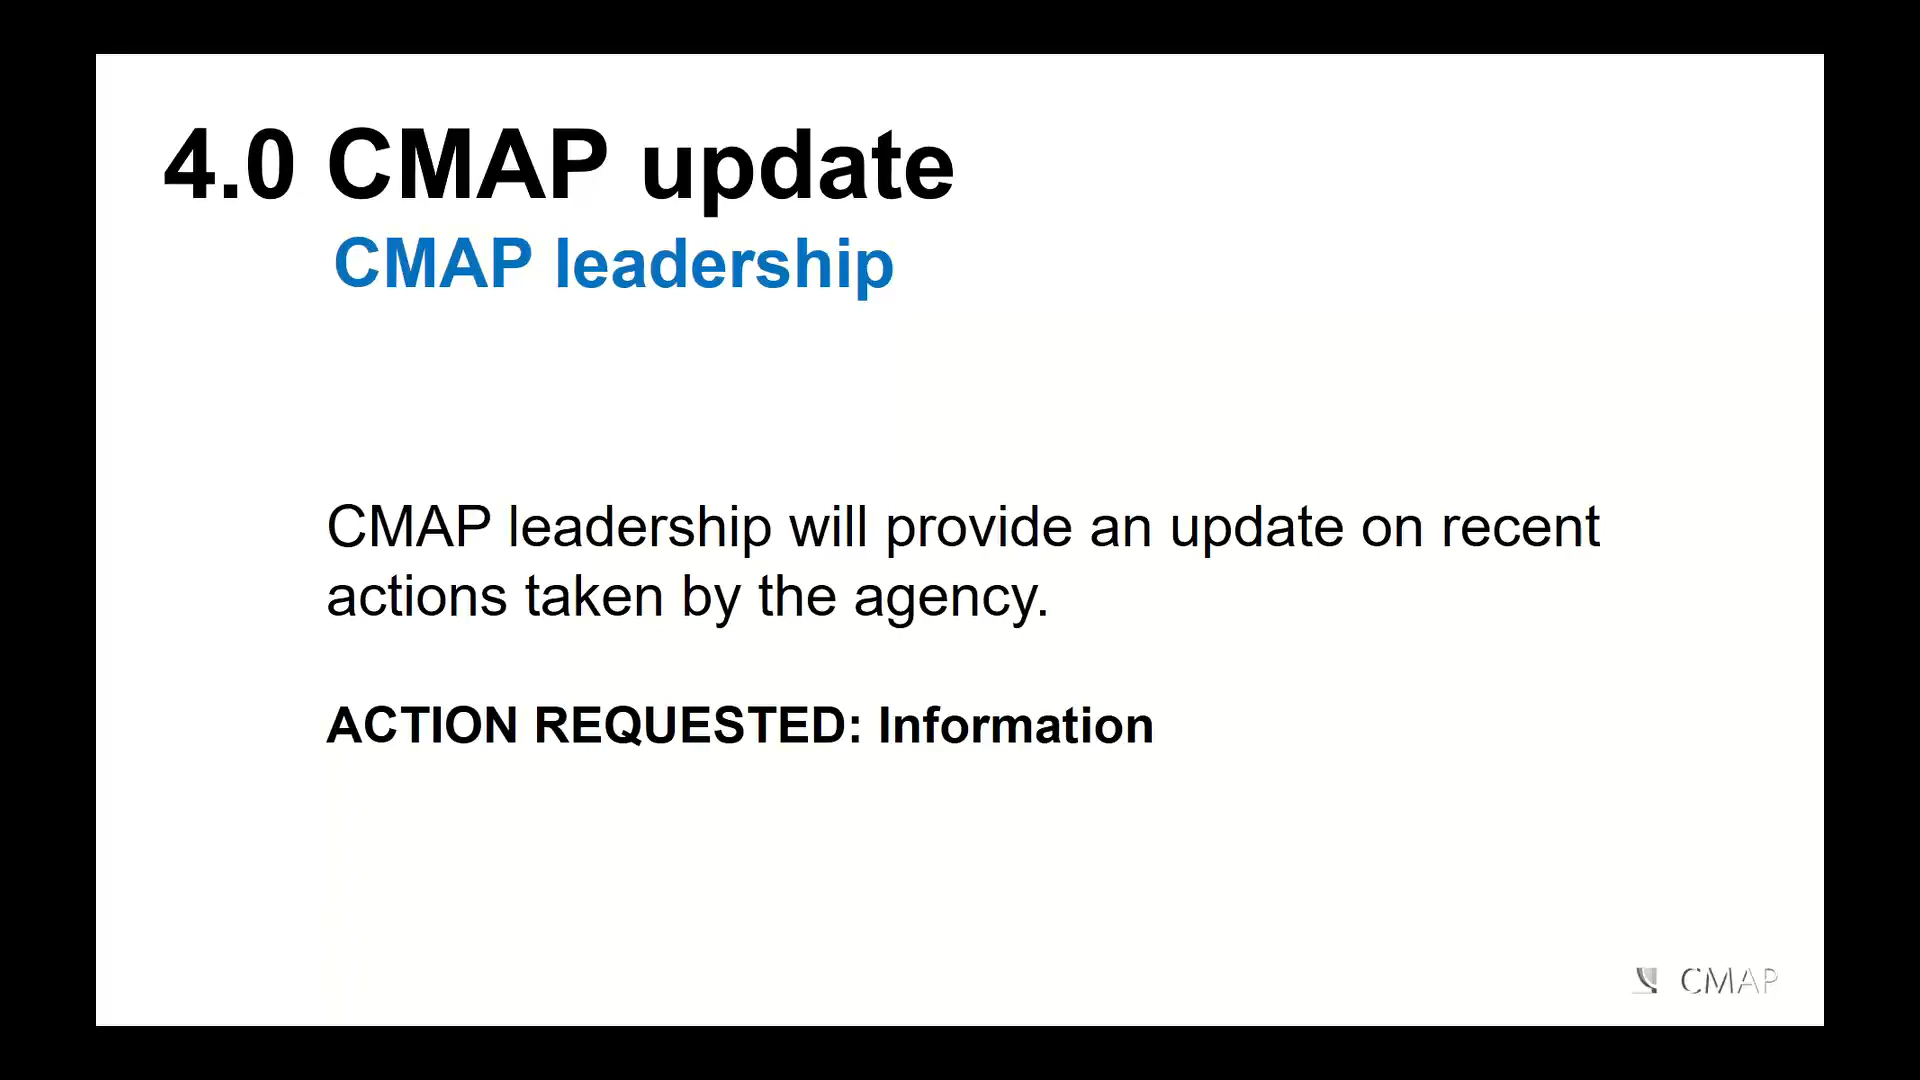 4.0 CMAP update
CMAP leadership
CMAP leadership will provide an update on recent
actions taken by the agency.
ACTION REQUESTED: Information
CMAP